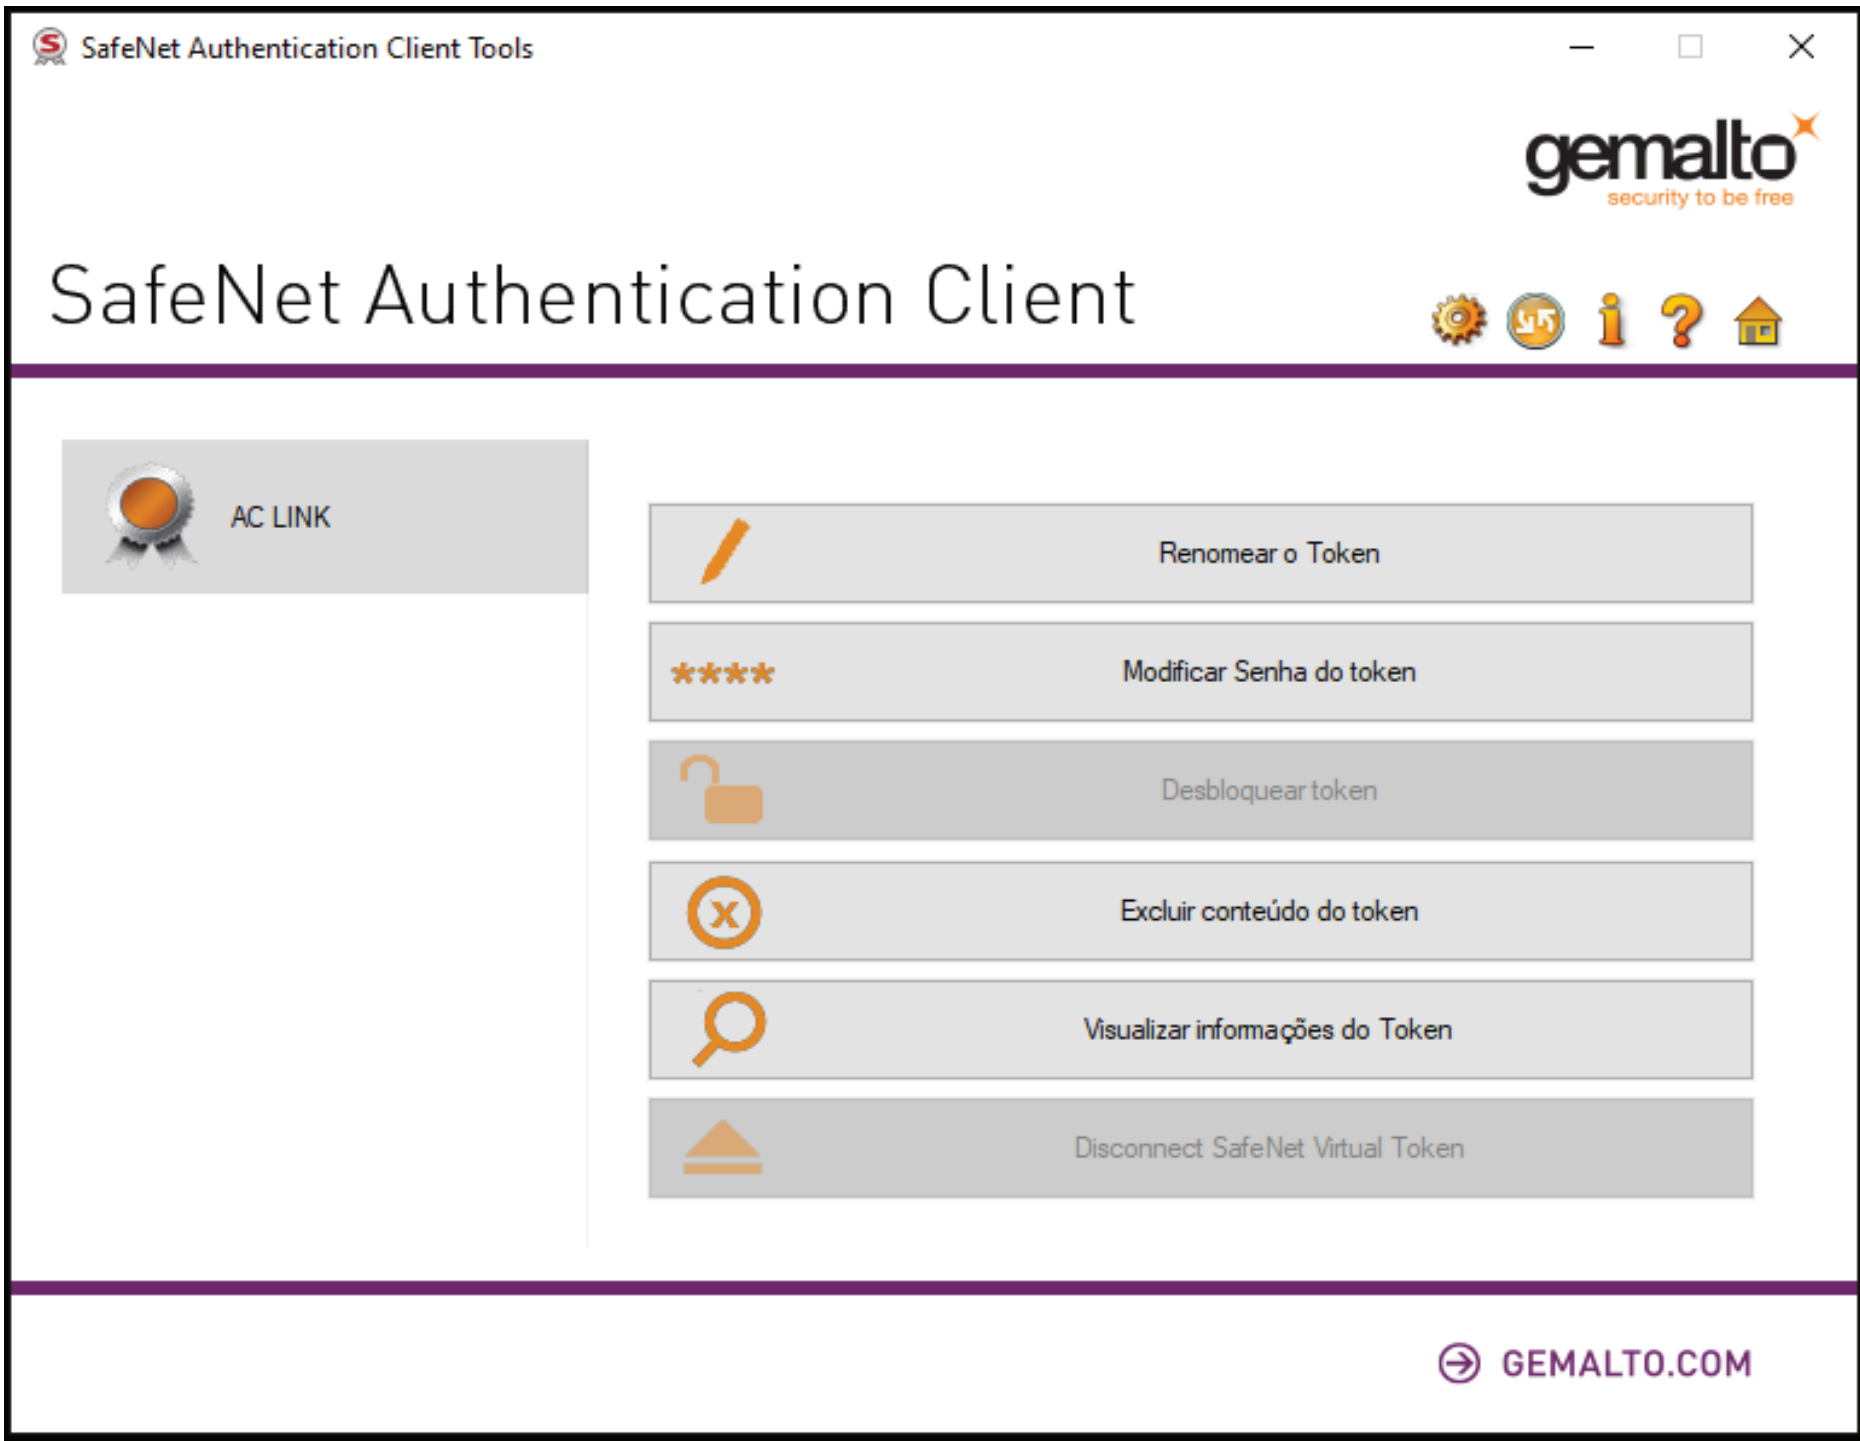 SafeNet Authentication Client Tools
gemalto
security to be free
SafeNet Authentication Client
AC LINK
Renomear o Token
**** Modificar Senha do token
Desbloquear token
Excluir conteúdo do token
Visualizar informações do Token
Disconnect SafeNet Virtual Token
GEMALTO.COM